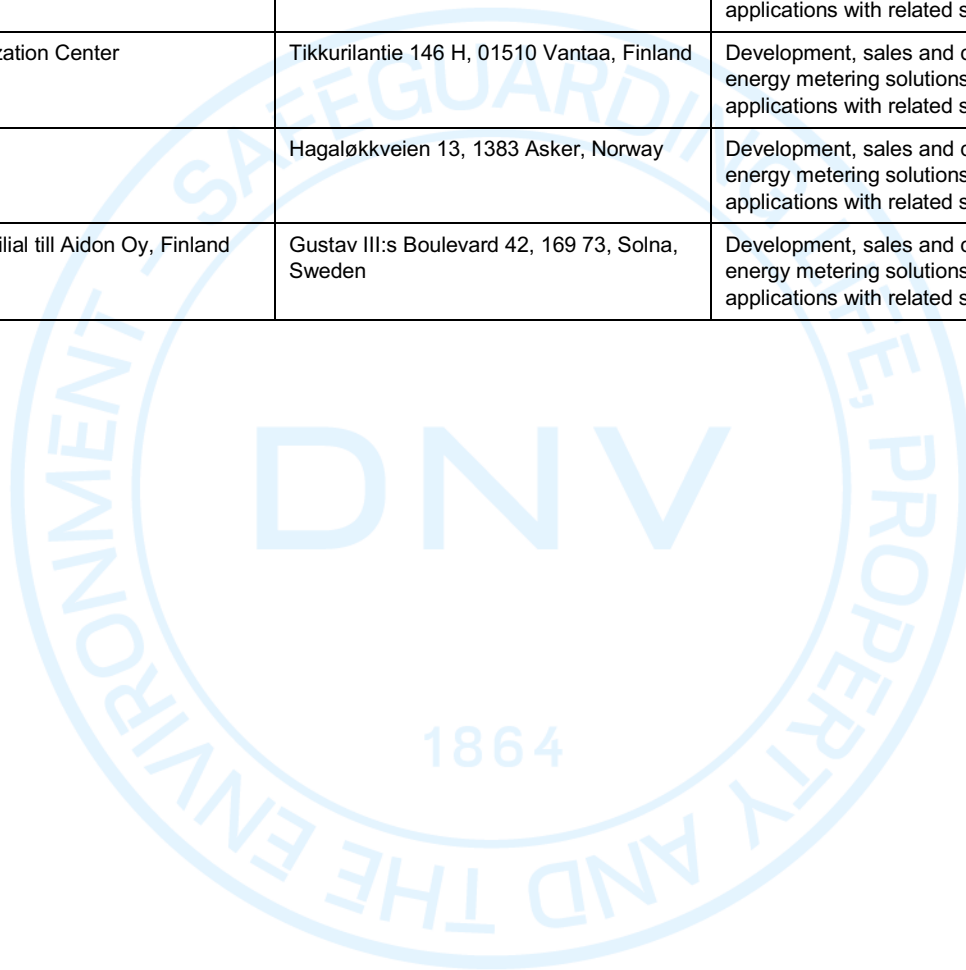 applications with related s
zation Center
Tikkurilantie 146 H, 01510 Vantaa, Finland
Development, sales and
energy metering solutions
applications with related s
Hagaløkkveien 13, 1383 Asker, Norway
Development, sales and
energy metering solutions
applications with related s
ilial till Aidon Oy, Finland
Gustav III:s Boulevard 42, 169 73, Solna,
Sweden
Development, sales and
energy metering solutions
applications with related s
SAFEGUARDING LIFE, PROPERTY AND THE ENVIRONMENT -
DNV
1864